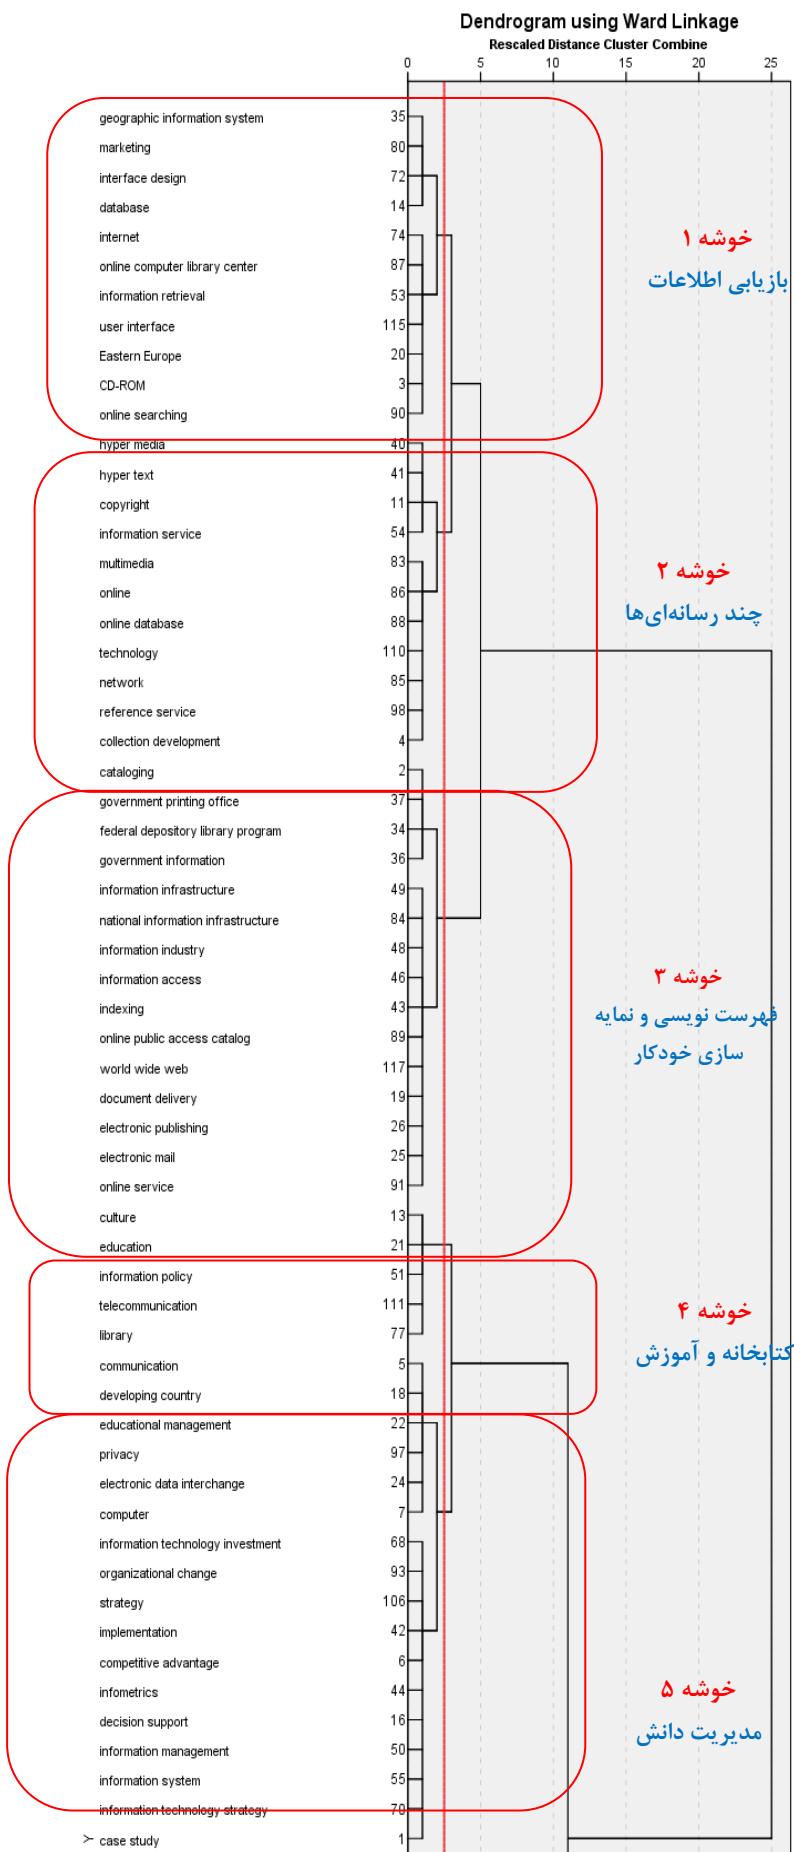 Dendrogram using Ward Linkage
Rescaled Distance Cluster Combine
0 5 10 15 20 25
geographic information system 35
marketing 80
interface design 72
database 14
internet 74
خوشه ۱
online computer library center 87
بازیابی اطلاعات
information retrieval 53
user interface 115
Eastern Europe 20
CD-ROM 3
online searching 90
hyper media 40
hyper text 41
copyright 11
information service 54
multimedia 83
خوشه ۲
online 86
چند رسانه‌ای‌ها
online database 88
technology 110
network 85
reference service 98
collection development 4
cataloging 2
government printing office 37
federal depository library program 34
government information 36
information infrastructure 49
national information infrastructure 84
information industry 48
information access 46
خوشه ۳
indexing 43
فهرست نویسی و نمایه
online public access catalog 89
سازی خودکار
world wide web 117
document delivery 19
electronic publishing 26
electronic mail 25
online service 91
culture 13
education 21
information policy 51
telecommunication 111
خوشه ۴
library 77
کتابخانه و آموزش
communication 5
developing country 18
educational management 22
privacy 97
electronic data interchange 24
computer 7
information technology investment 68
organizational change 93
strategy 106
implementation 42
competitive advantage 6
infometrics 44
خوشه ۵
decision support 16
مدیریت دانش
information management 50
information system 55
information technology strategy 70
Y case study 1